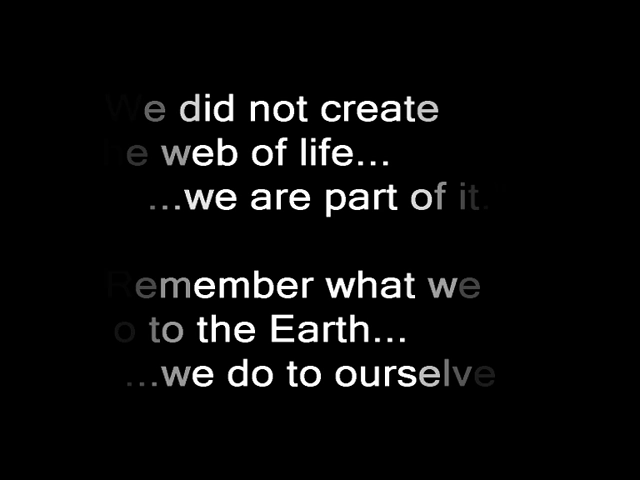 We did not create
he web of life...
...we are part of it.
Remember what we
o to the Earth...
...we do to ourselve